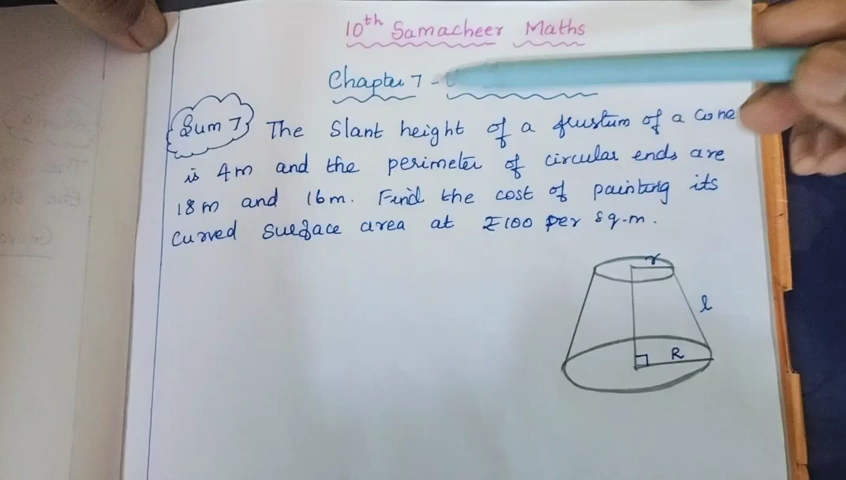 10th Samacheer Maths
Chapter 7 -
Sum 7
The Slant height of a frustum of a cone
is 4m and the perimeter of circular ends are
18m and 16m. Find the cost of painting its
Curved Surface area at ₹100 per sq.m.
r
l
R